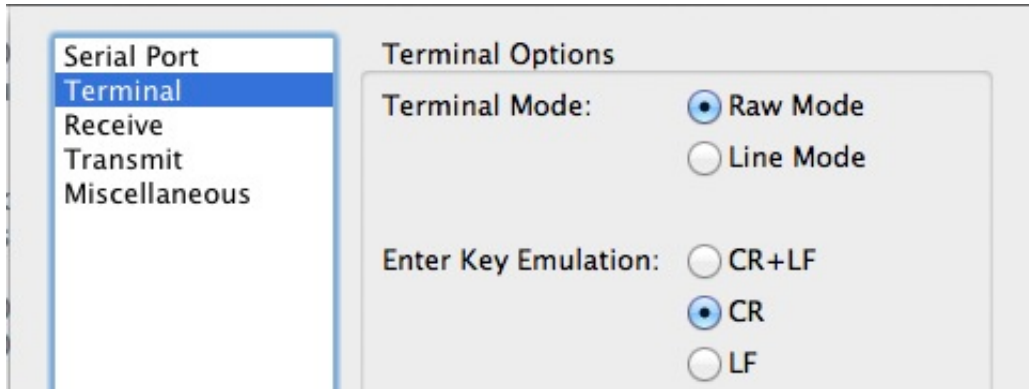 Serial Port
Terminal
Receive
Transmit
Miscellaneous
Terminal Options
Terminal Mode: Raw Mode
Line Mode
Enter Key Emulation: CR+LF
CR
LF